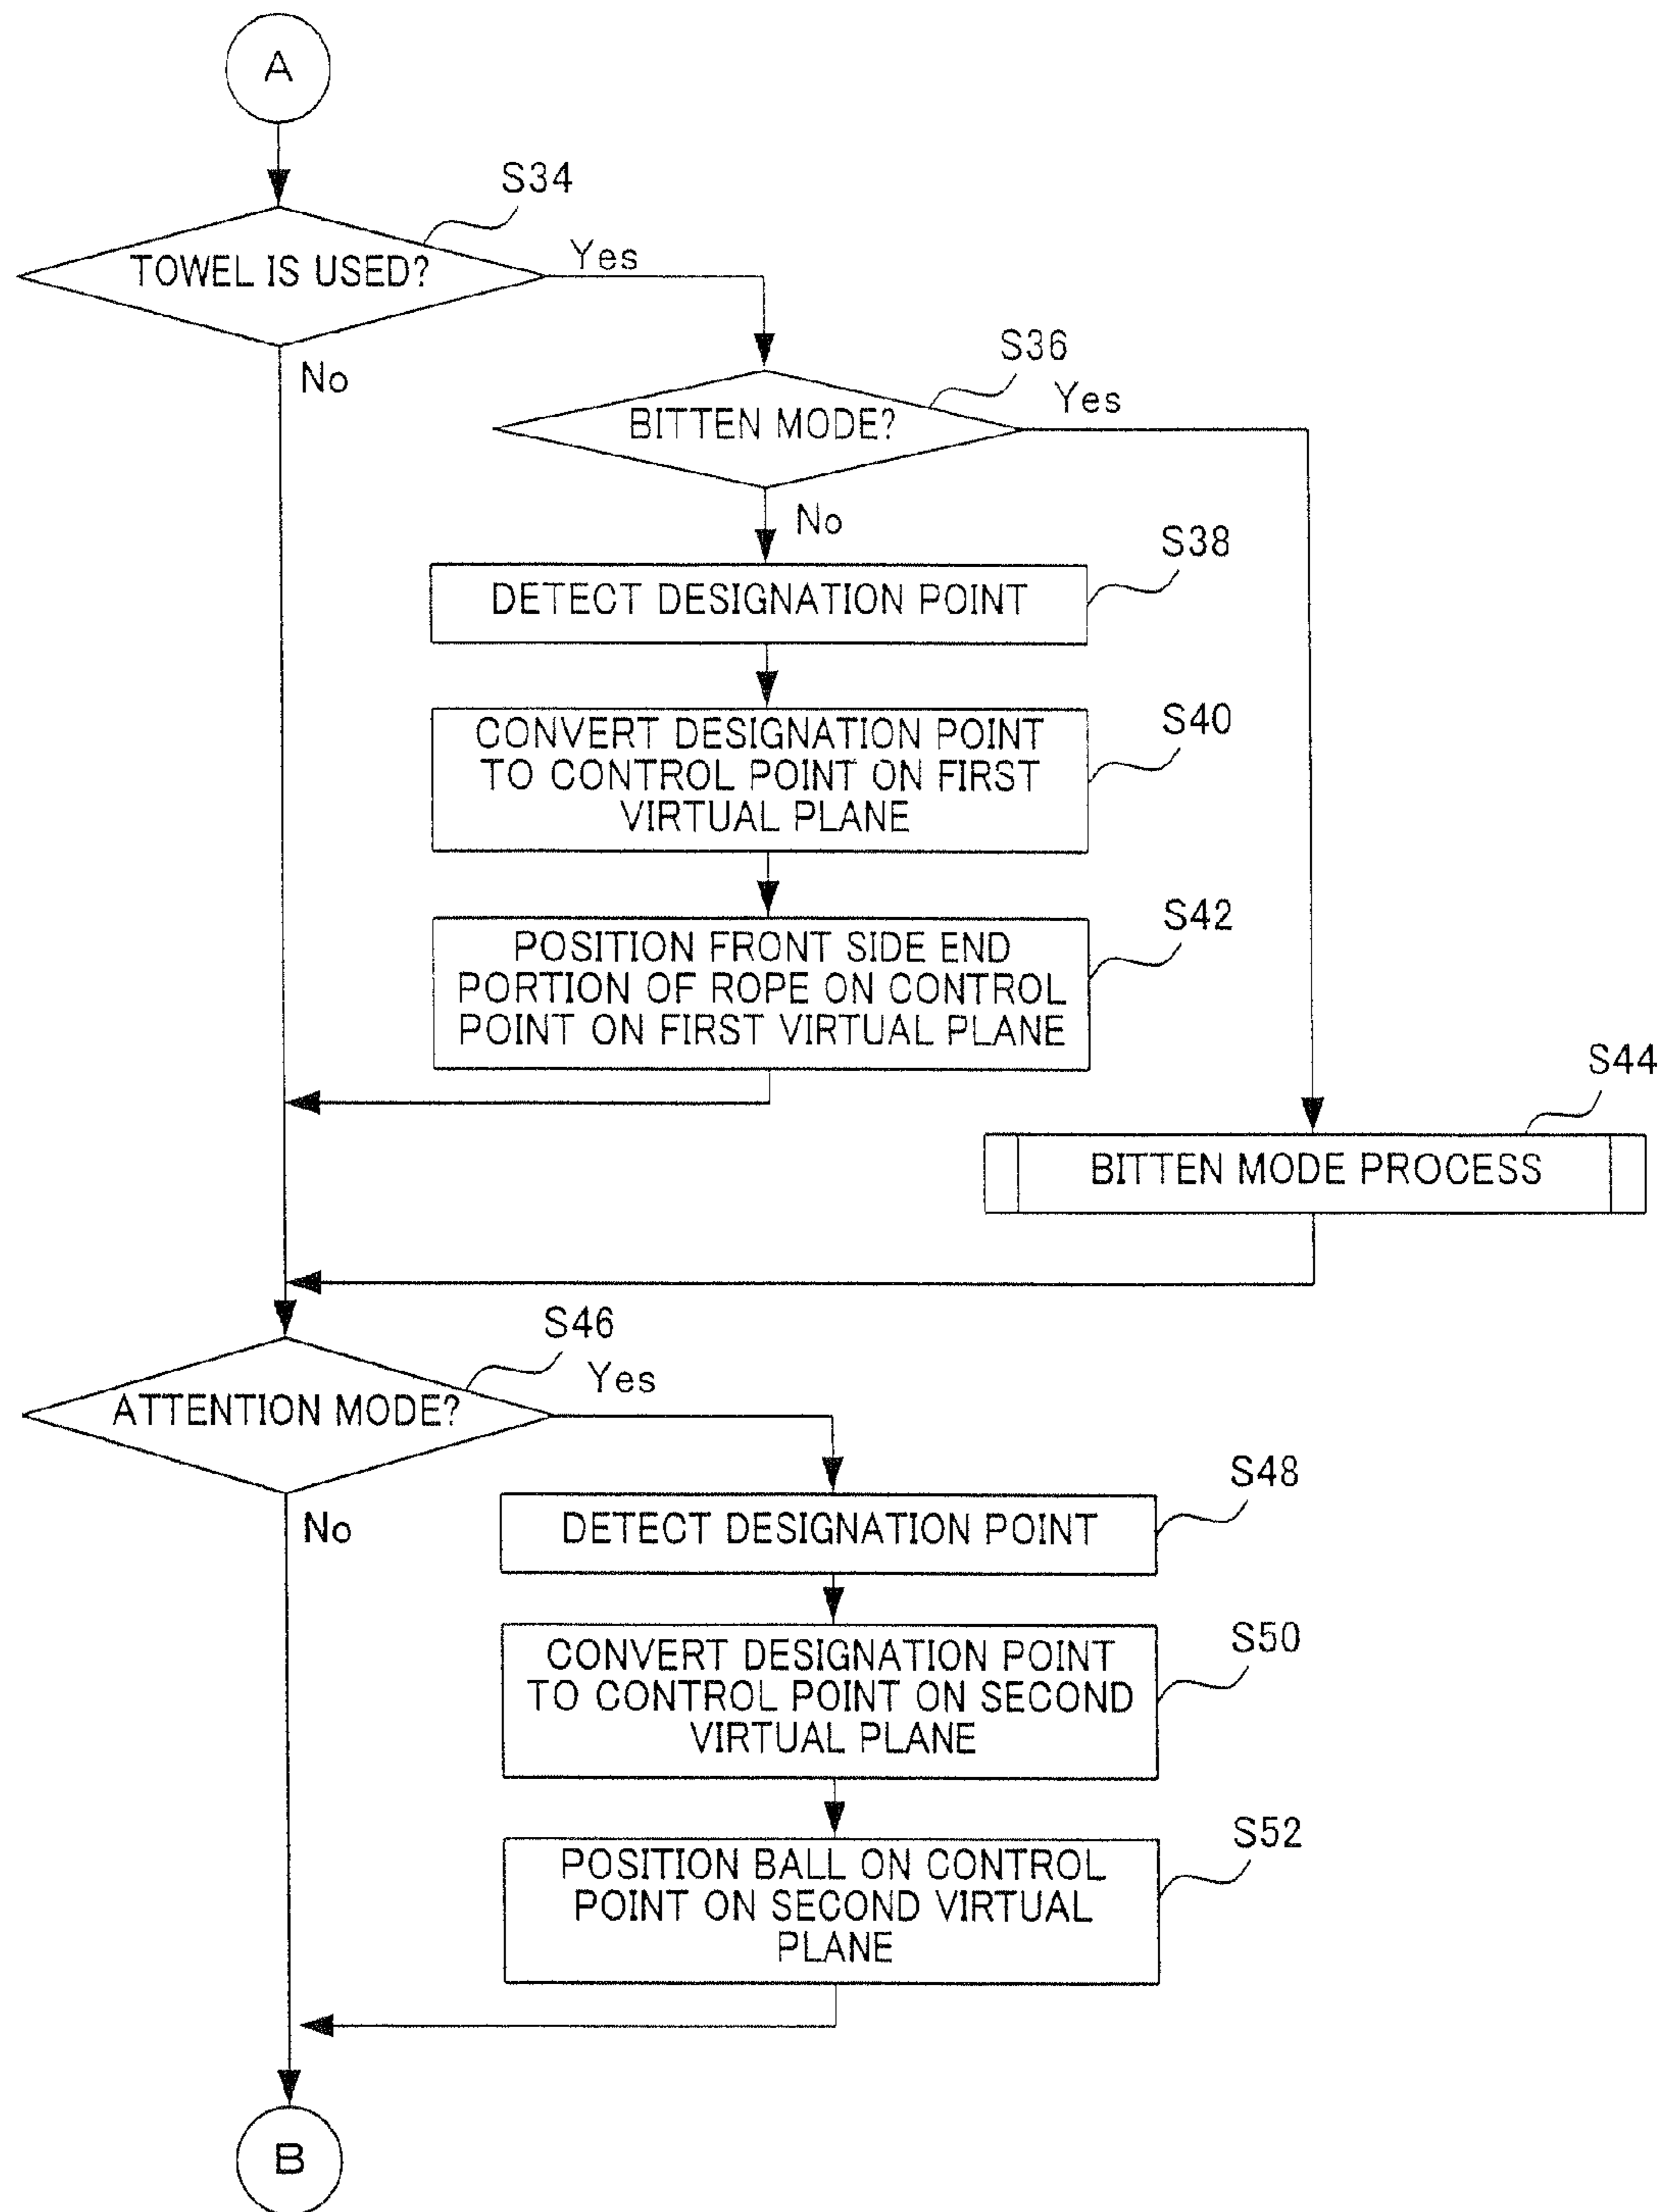 A
S34
TOWEL IS USED?
Yes
No
S36
BITTEN MODE?
Yes
No
S38
DETECT DESIGNATION POINT
S40
CONVERT DESIGNATION POINT
TO CONTROL POINT ON FIRST
VIRTUAL PLANE
S42
POSITION FRONT SIDE END
PORTION OF ROPE ON CONTROL
POINT ON FIRST VIRTUAL PLANE
S44
BITTEN MODE PROCESS
S46
ATTENTION MODE?
Yes
No
S48
DETECT DESIGNATION POINT
S50
CONVERT DESIGNATION POINT
TO CONTROL POINT ON SECOND
VIRTUAL PLANE
S52
POSITION BALL ON CONTROL
POINT ON SECOND VIRTUAL
PLANE
B